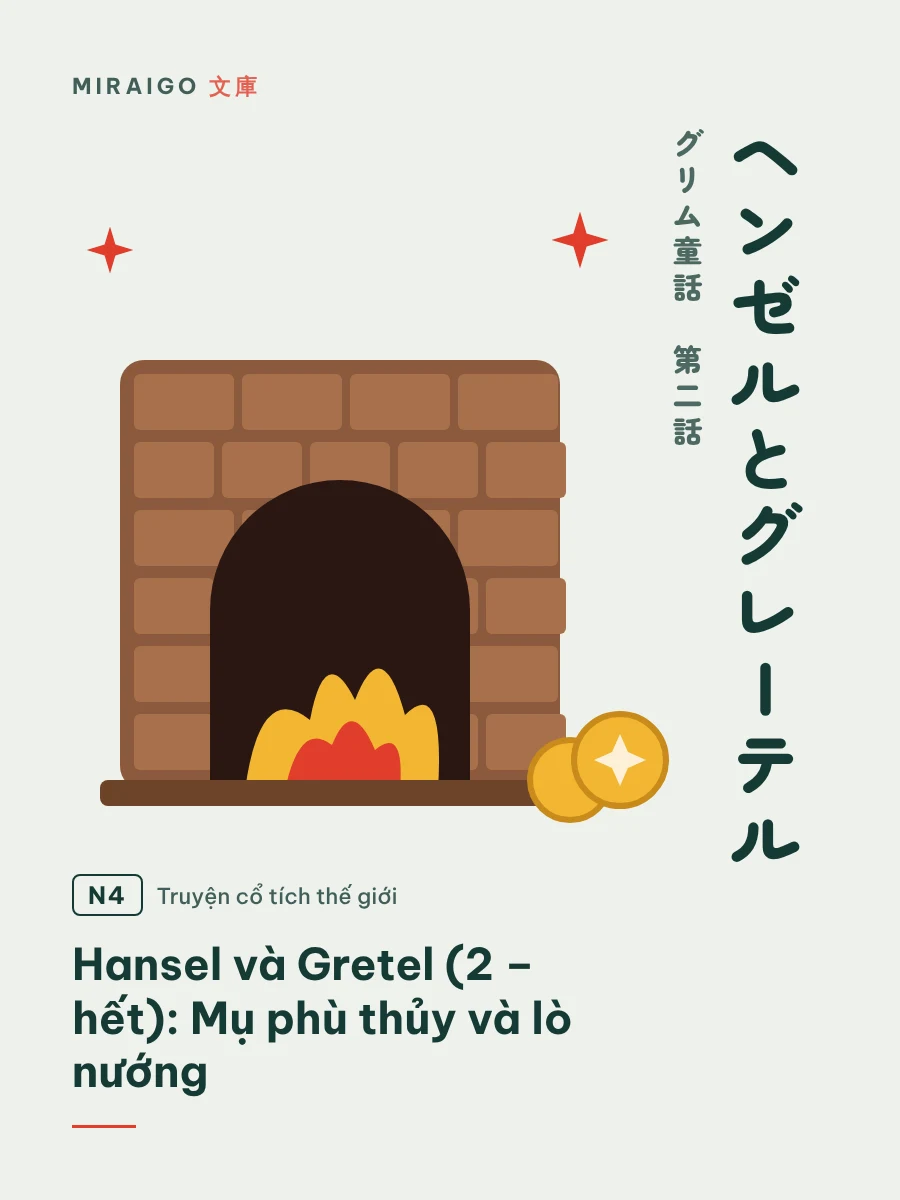 MIRAIGO 文庫
ヘンゼルとグレーテル
グリム童話 第二話
N4 Truyện cổ tích thế giới
Hansel và Gretel (2 –
hết): Mụ phù thủy và lò
nướng